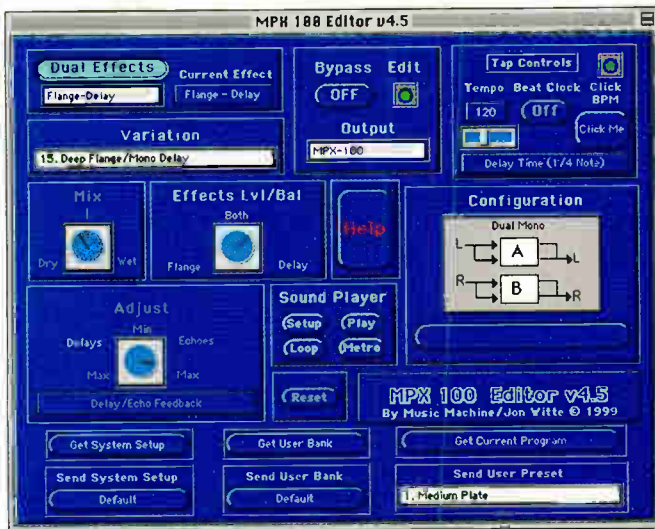 MPX 100 Editor v4.5
Dual Effects
Flange-Delay
Current Effect
Flange - Delay
Variation
15. Deep Flange/Mono Delay
Bypass
Edit
OFF
Output
MPX-100
Tap Controls
Tempo
Beat Clock
Click BPM
120
Off
Click Me
Delay Time (1/4 Note)
Mix
Dry
Wet
Effects Lvl/Bal
Both
Flange
Delay
Help
Configuration
Dual Mono
L
A
L
R
B
R
Adjust
Min
Delays
Echoes
Max
Max
Delay/Echo Feedback
Sound Player
Setup
Play
Loop
Metro
Reset
MPX 100 Editor v4.5
By Music Machine/Jon Witte © 1999
Get System Setup
Get User Bank
Get Current Program
Send System Setup
Default
Send User Bank
Default
Send User Preset
1. Medium Plate